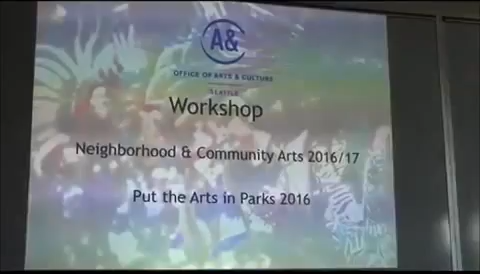 A&
OFFICE OF ARTS & CULTURE
SEATTLE
Workshop
Neighborhood & Community Arts 2016/17
Put the Arts in Parks 2016